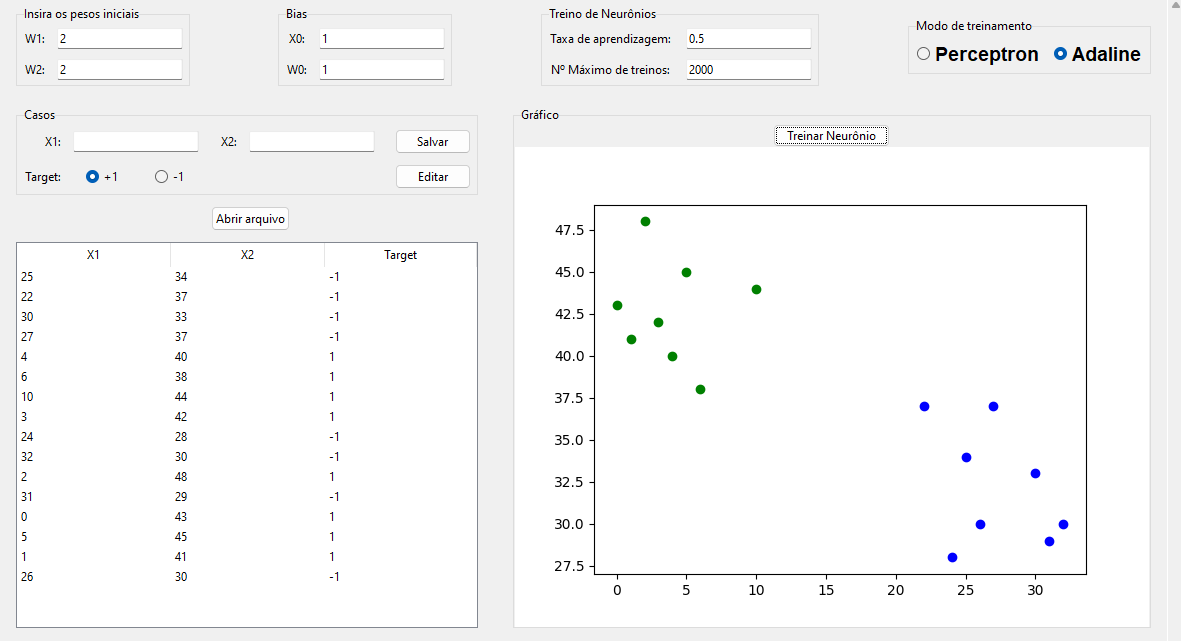 Insira os pesos iniciais
W1: 2
W2: 2
Bias
X0: 1
W0: 1
Treino de Neurônios
Taxa de aprendizagem: 0.5
Nº Máximo de treinos: 2000
Modo de treinamento
Perceptron Adaline
Casos
X1: X2: Salvar
Target: +1 -1 Editar
Abrir arquivo
X1 X2 Target
25 34 -1
22 37 -1
30 33 -1
27 37 -1
4 40 1
6 38 1
10 44 1
3 42 1
24 28 -1
32 30 -1
2 48 1
31 29 -1
0 43 1
5 45 1
1 41 1
26 30 -1
Gráfico
Treinar Neurônio
47.5
45.0
42.5
40.0
37.5
35.0
32.5
30.0
27.5
0 5 10 15 20 25 30